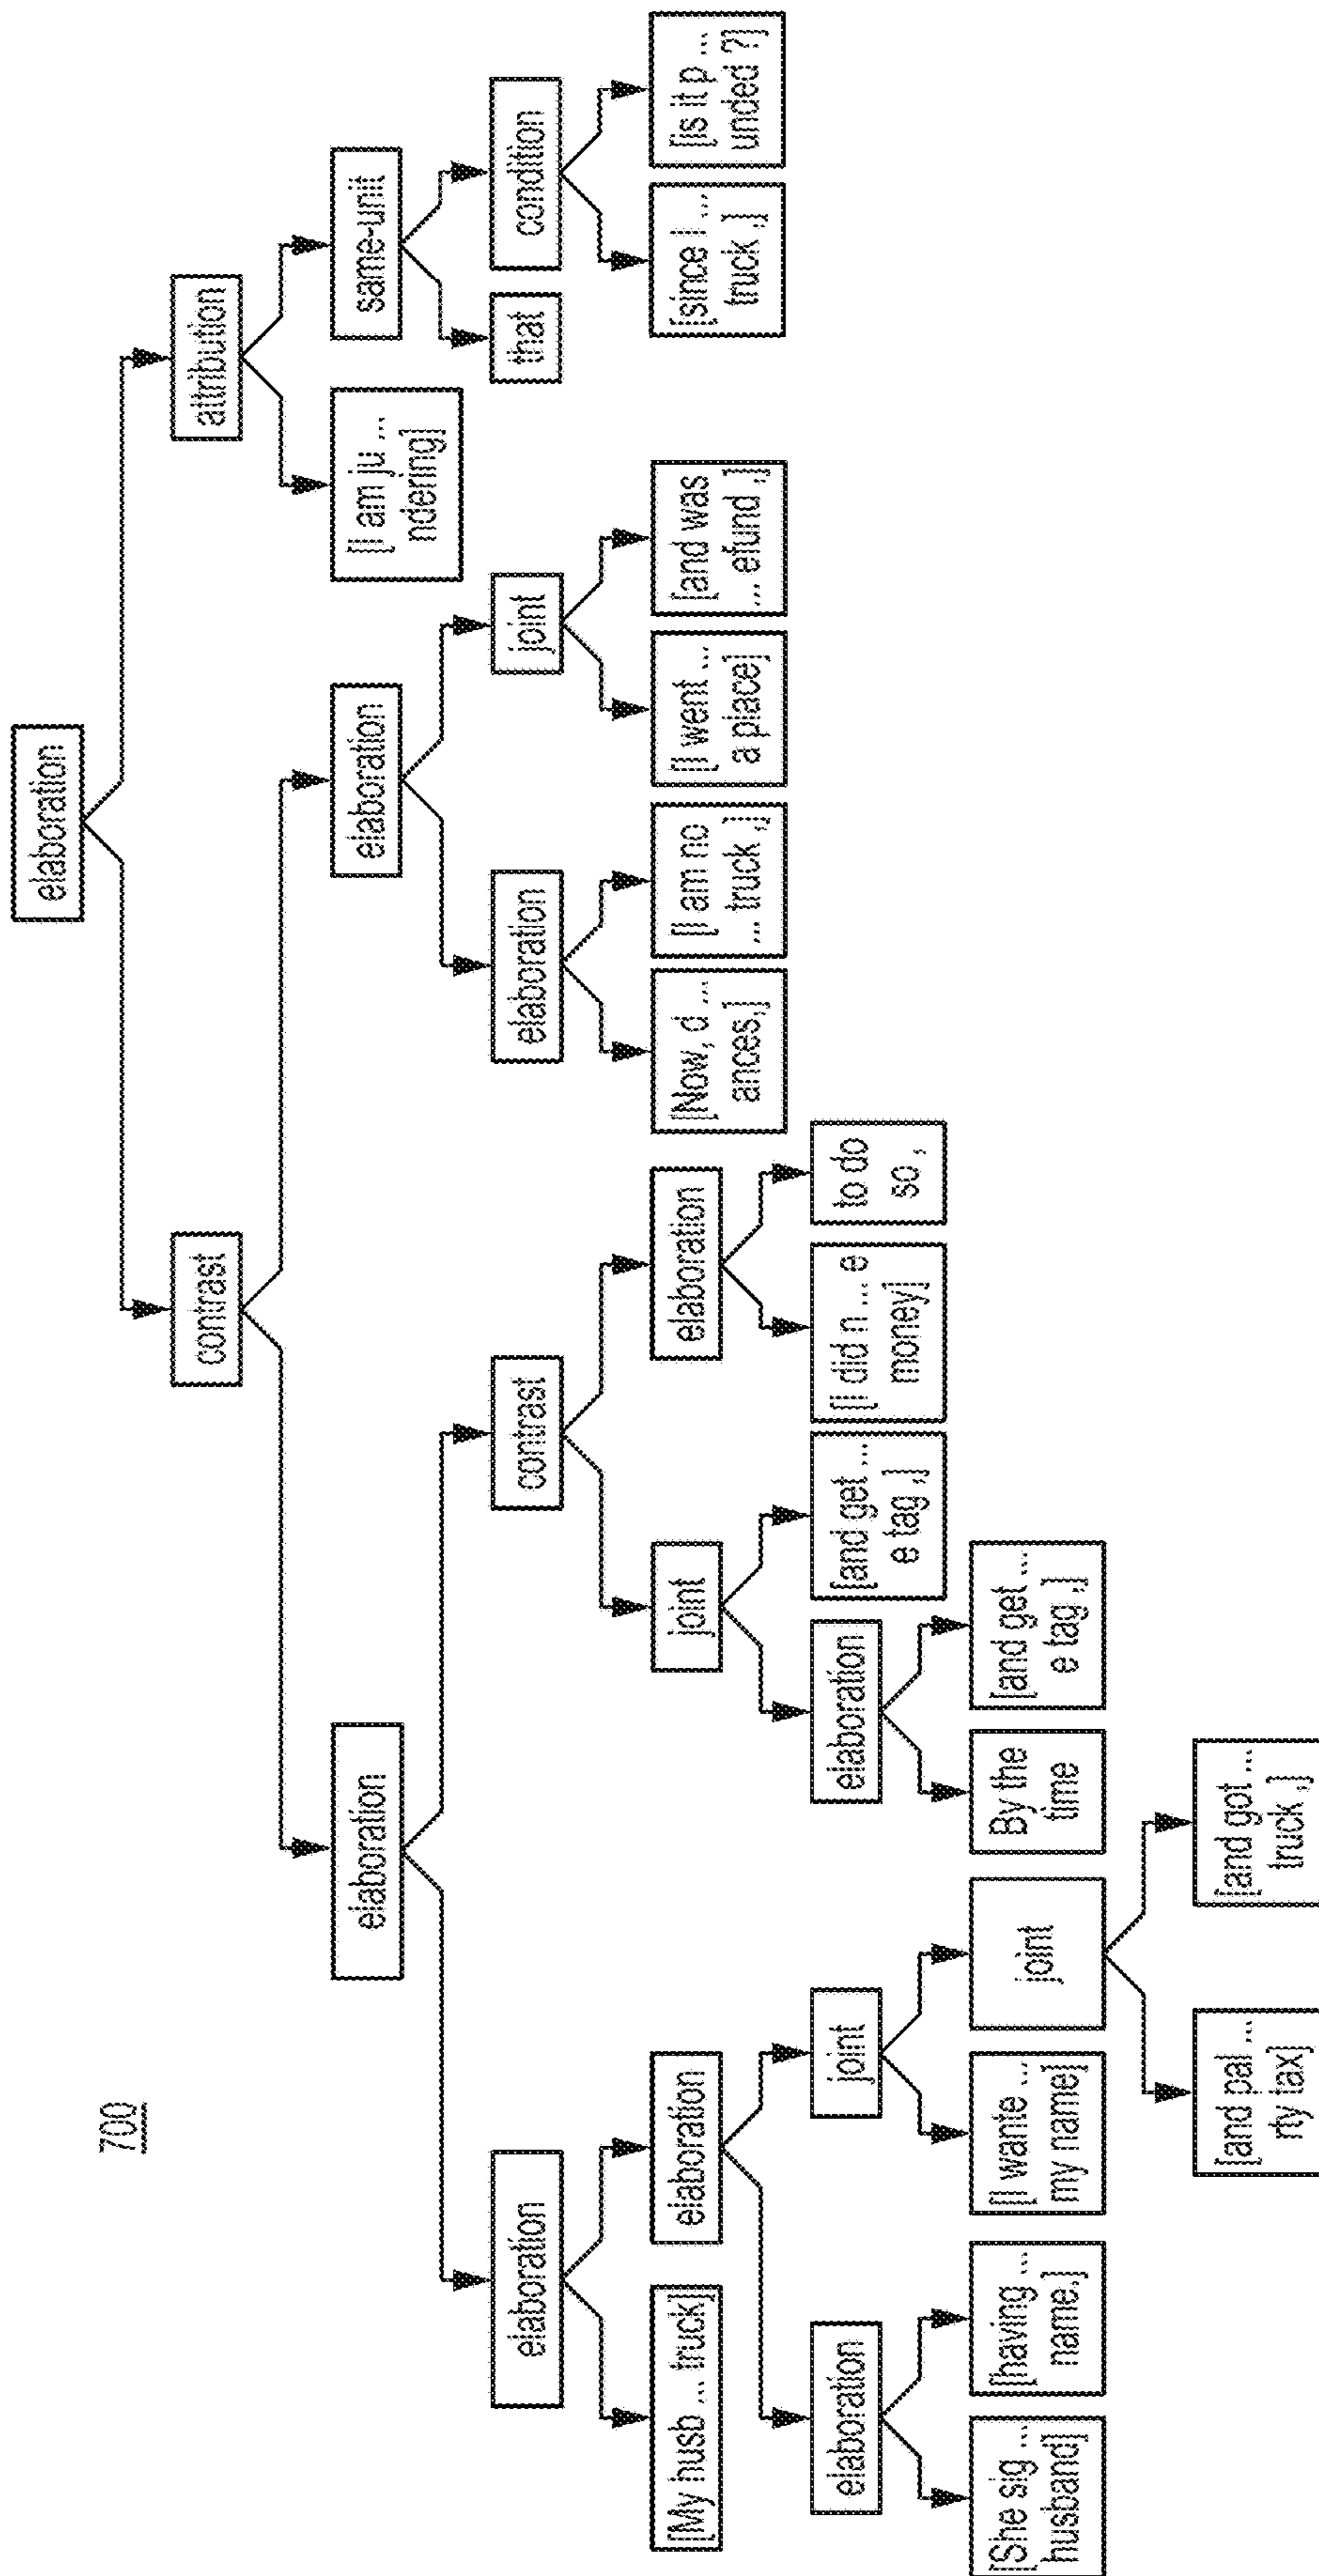 700
elaboration
contrast
attribution
elaboration
elaboration
[I am ju ...
ndering]
same-unit
elaboration
contrast
elaboration
joint
that
condition
[My husb ... truck]
elaboration
joint
elaboration
[Now, d ...
ances,]
[I am no
... truck ,]
[I went ...
a place]
[and was
... efund ,]
[since I ...
truck ,]
[is it p ...
unded ?]
elaboration
joint
elaboration
[and get ...
e tag ,]
[I did n ... e
money]
to do
so ,
[She sig ...
husband]
[having ...
name,]
[I wante ...
my name]
joint
By the
time
[and get ...
e tag ,]
[and pal ...
rty tax]
[and got ...
truck ,]